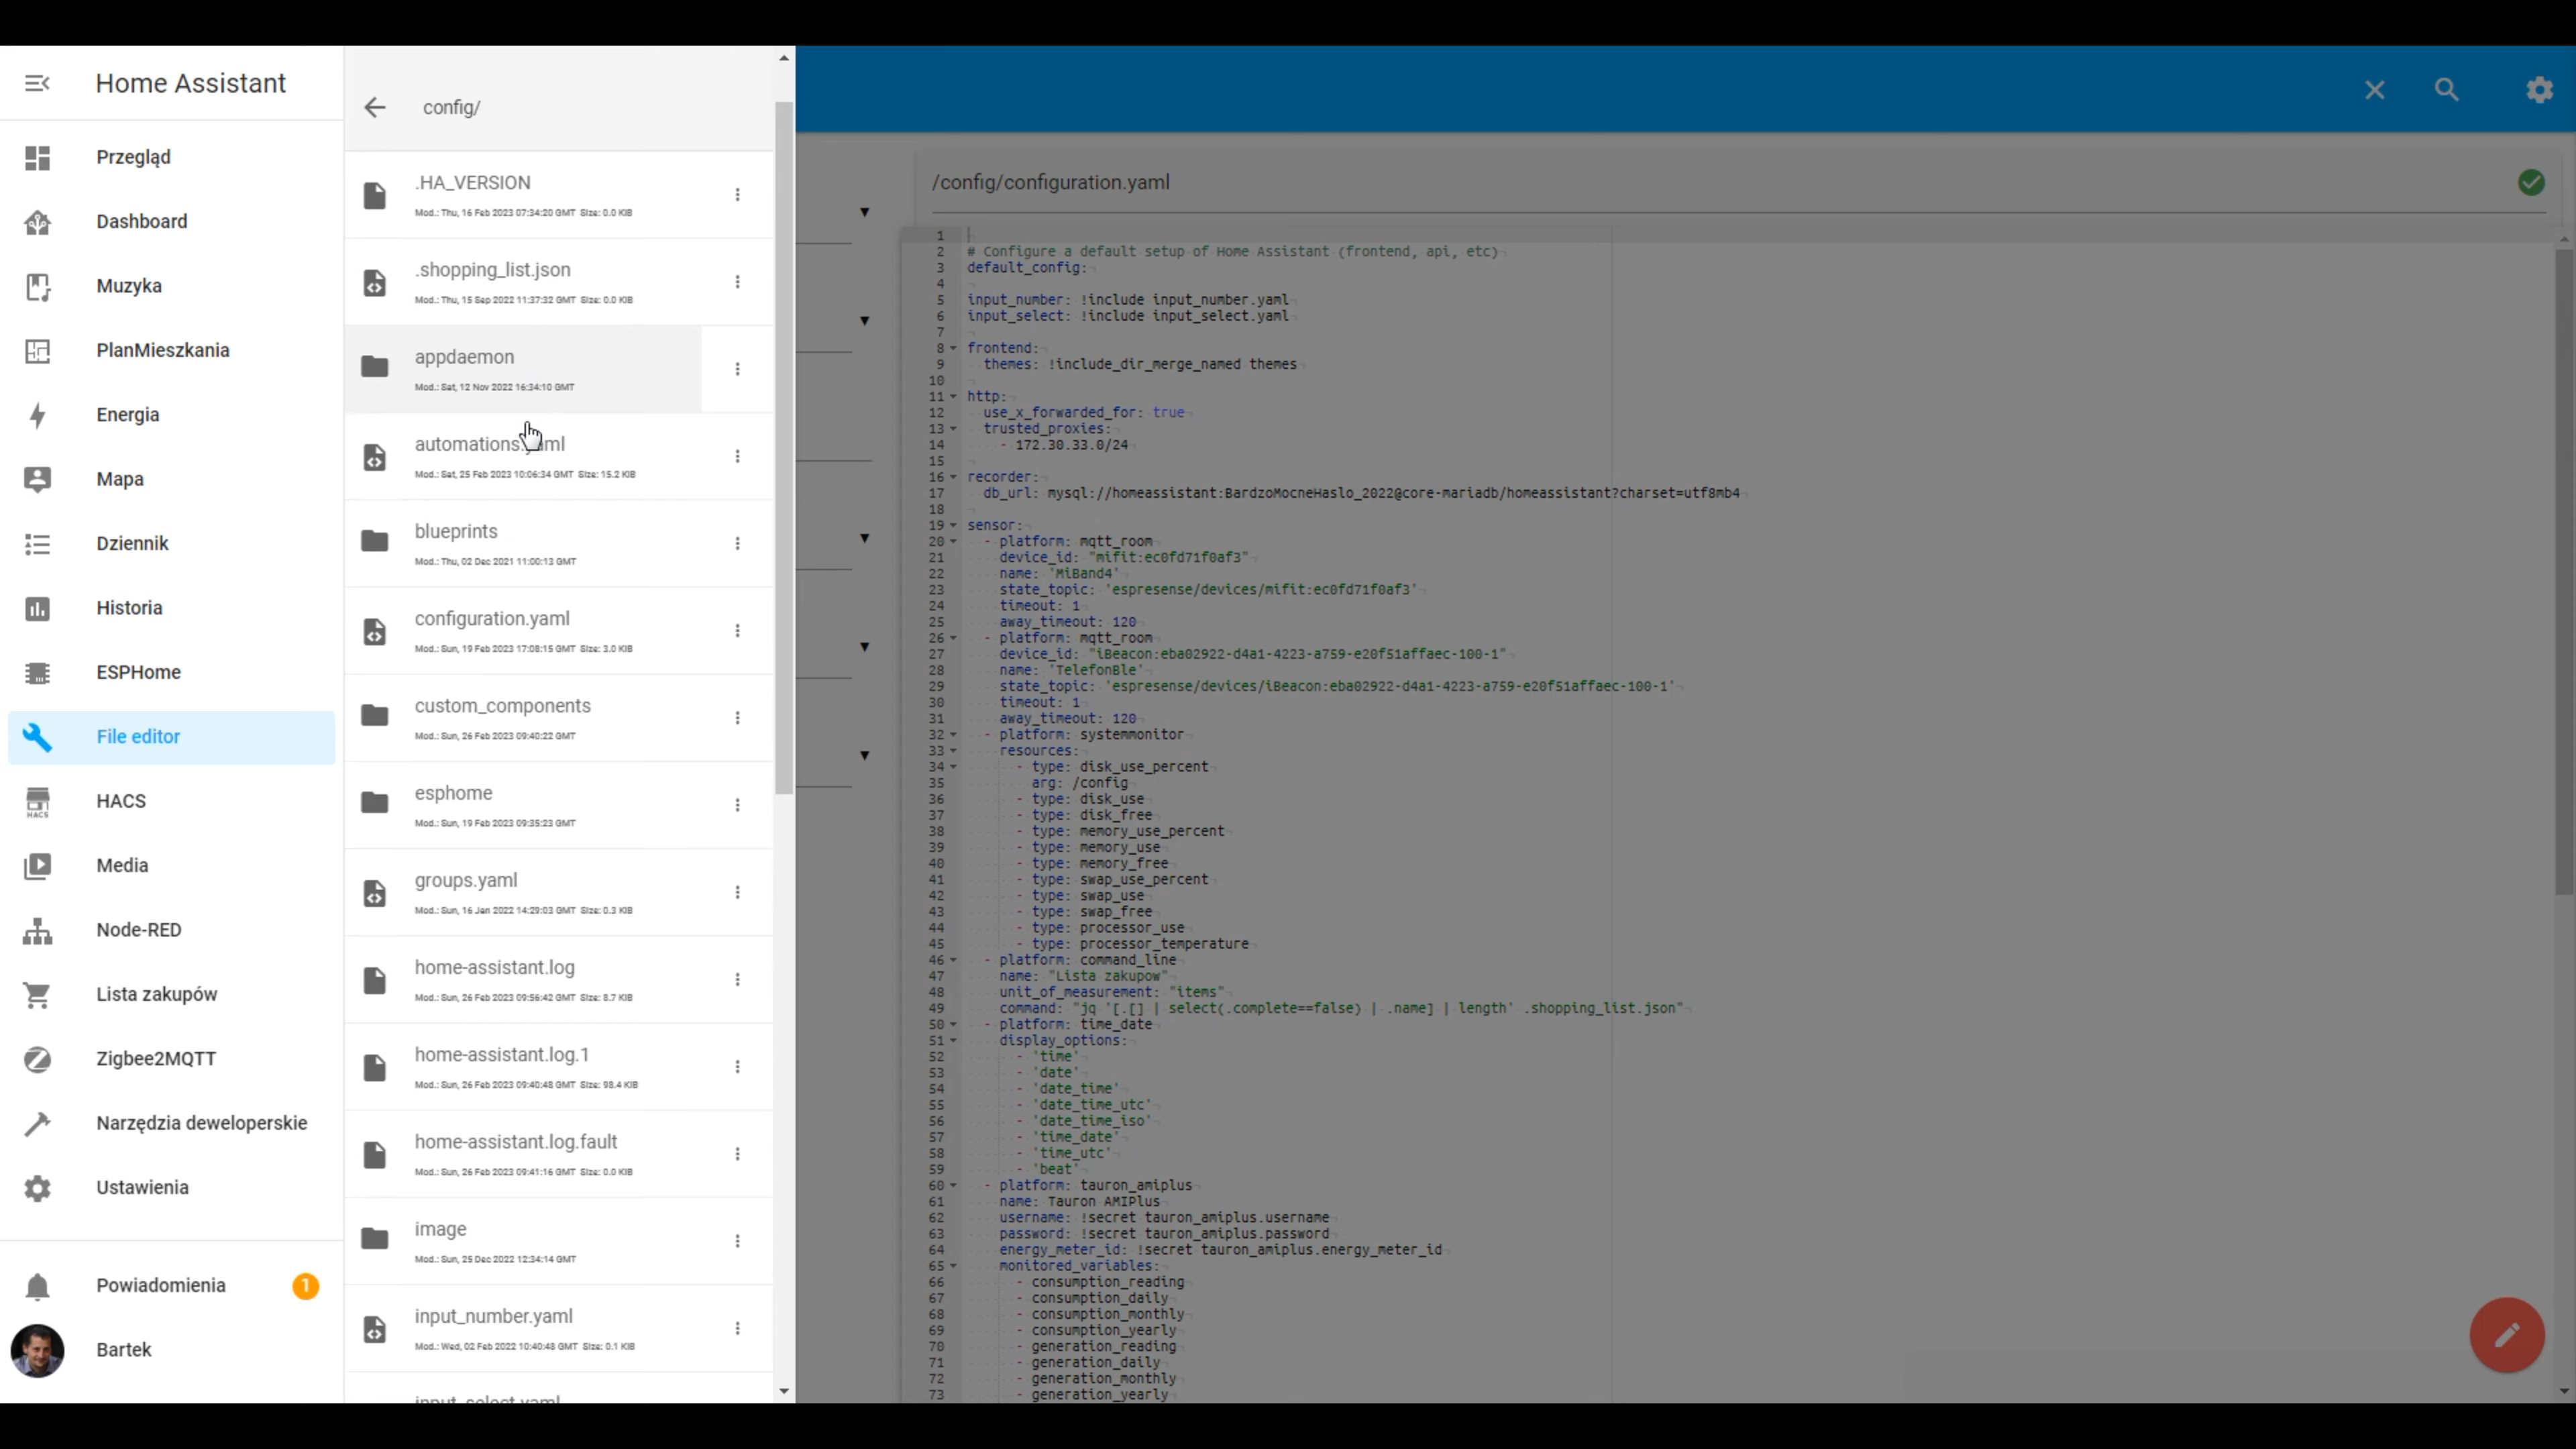 Home Assistant
Przegląd
Dashboard
Muzyka
PlanMieszkania
Energia
Mapa
Dziennik
Historia
ESPHome
File editor
HACS
HACS
Media
Node-RED
Lista zakupów
Zigbee2MQTT
Narzędzia deweloperskie
Ustawienia
Powiadomienia
1
Bartek
config/
.HA_VERSION
Mod.: Thu, 16 Feb 2023 07:34:20 GMT Size: 0.0 KiB
.shopping_list.json
Mod.: Thu, 15 Sep 2022 11:37:32 GMT Size: 0.0 KiB
appdaemon
Mod.: Sat, 12 Nov 2022 16:34:10 GMT
Mod.: Sat, 25 Feb 2023 10:06:34 GMT Size: 15.2 KiB
blueprints
Mod.: Thu, 02 Dec 2021 11:00:13 GMT
configuration.yaml
Mod.: Sun, 19 Feb 2023 17:08:15 GMT Size: 3.0 KiB
custom_components
Mod.: Sun, 26 Feb 2023 09:40:22 GMT
esphome
Mod.: Sun, 19 Feb 2023 09:35:23 GMT
groups.yaml
Mod.: Sun, 16 Jan 2022 14:29:03 GMT Size: 0.3 KiB
home-assistant.log
Mod.: Sun, 26 Feb 2023 09:56:42 GMT Size: 8.7 KiB
home-assistant.log.1
Mod.: Sun, 26 Feb 2023 09:40:48 GMT Size: 98.4 KiB
home-assistant.log.fault
Mod.: Sun, 26 Feb 2023 09:41:16 GMT Size: 0.0 KiB
image
Mod.: Sun, 25 Dec 2022 12:34:14 GMT
input_number.yaml
Mod.: Wed, 02 Feb 2022 10:40:48 GMT Size: 0.1 KiB
input_select.yaml
/config/configuration.yaml
1
2 # Configure a default setup of Home Assistant (frontend, api, etc)
3 default_config:
4
5 input_number: !include input_number.yaml
6 input_select: !include input_select.yaml
7
8 frontend:
9 themes: !include_dir_merge_named themes
10
11 http:
12 use_x_forwarded_for: true
13 trusted_proxies:
14 - 172.30.33.0/24
15
16 recorder:
17 db_url: mysql://homeassistant:BardzoMocneHaslo_2022@core-mariadb/homeassistant?charset=utf8mb4
18
19 sensor:
20 - platform: mqtt_room
21 device_id: "mifit:ec0fd71f0af3"
22 name: 'MiBand4'
23 state_topic: 'espresense/devices/mifit:ec0fd71f0af3'
24 timeout: 1
25 away_timeout: 120
26 - platform: mqtt_room
27 device_id: "iBeacon:eba02922-d4a1-4223-a759-e20f51affaec-100-1"
28 name: 'TelefonBle'
29 state_topic: 'espresense/devices/iBeacon:eba02922-d4a1-4223-a759-e20f51affaec-100-1'
30 timeout: 1
31 away_timeout: 120
32 - platform: systemmonitor
33 resources:
34 - type: disk_use_percent
35 arg: /config
36 - type: disk_use
37 - type: disk_free
38 - type: memory_use_percent
39 - type: memory_use
40 - type: memory_free
41 - type: swap_use_percent
42 - type: swap_use
43 - type: swap_free
44 - type: processor_use
45 - type: processor_temperature
46 - platform: command_line
47 name: "Lista zakupow"
48 unit_of_measurement: "items"
49 command: "jq '[.[] | select(.complete==false) | .name] | length' .shopping_list.json"
50 - platform: time_date
51 display_options:
52 - 'time'
53 - 'date'
54 - 'date_time'
55 - 'date_time_utc'
56 - 'date_time_iso'
57 - 'time_date'
58 - 'time_utc'
59 - 'beat'
60 - platform: tauron_amiplus
61 name: Tauron AMIPlus
62 username: !secret tauron_amiplus.username
63 password: !secret tauron_amiplus.password
64 energy_meter_id: !secret tauron_amiplus.energy_meter_id
65 monitored_variables:
66 - consumption_reading
67 - consumption_daily
68 - consumption_monthly
69 - consumption_yearly
70 - generation_reading
71 - generation_daily
72 - generation_monthly
73 - generation_yearly